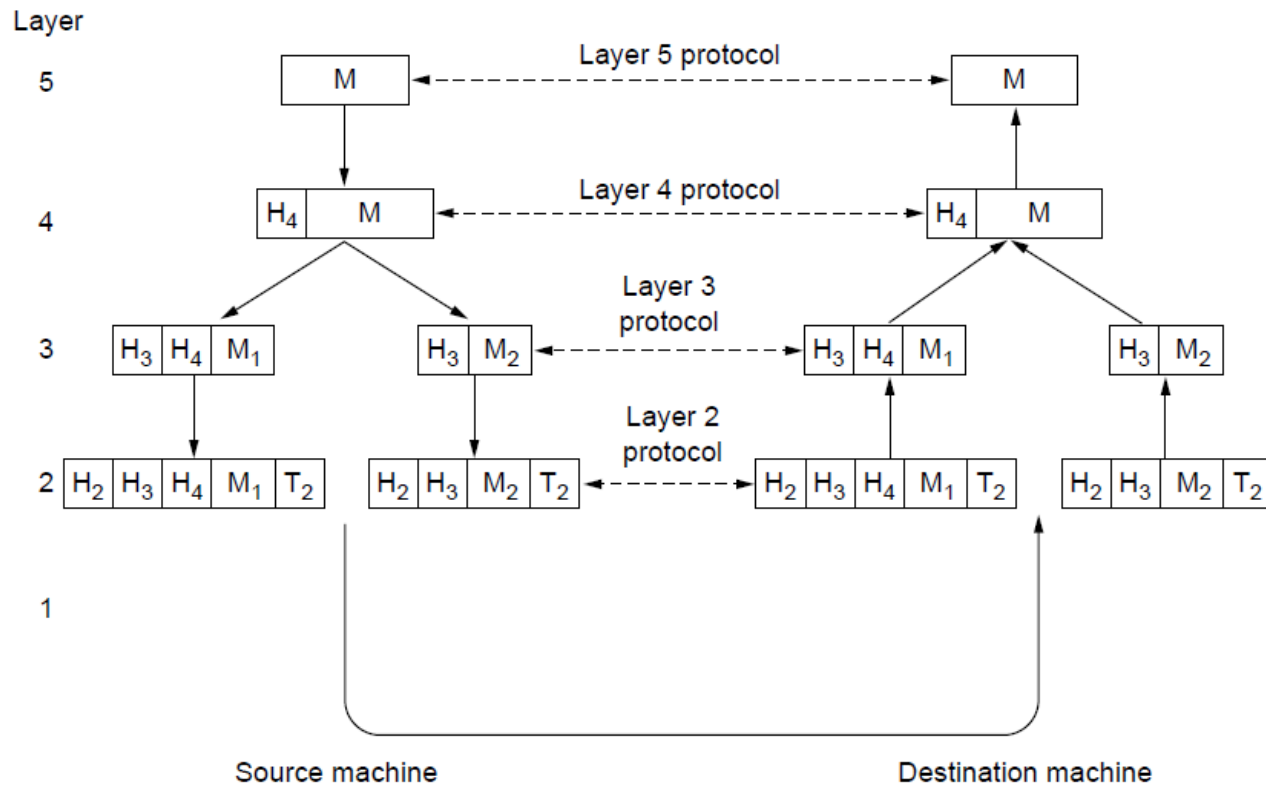 Layer
5 M Layer 5 protocol M
4 H4 M Layer 4 protocol H4 M
Layer 3
protocol
3 H3 H4 M1 H3 M2 H3 H4 M1 H3 M2
Layer 2
protocol
2 H2 H3 H4 M1 T2 H2 H3 M2 T2 H2 H3 H4 M1 T2 H2 H3 M2 T2
1
Source machine Destination machine